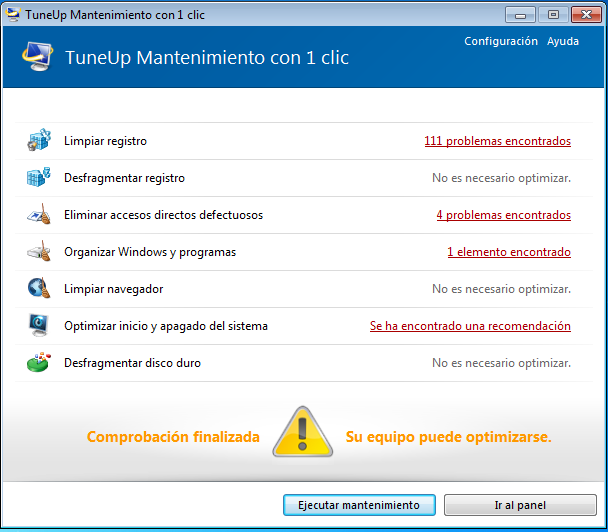 TuneUp Mantenimiento con 1 clic
Configuración Ayuda
TuneUp Mantenimiento con 1 clic
Limpiar registro 111 problemas encontrados
Desfragmentar registro No es necesario optimizar.
Eliminar accesos directos defectuosos 4 problemas encontrados
Organizar Windows y programas 1 elemento encontrado
Limpiar navegador No es necesario optimizar.
Optimizar inicio y apagado del sistema Se ha encontrado una recomendación
Desfragmentar disco duro No es necesario optimizar.
Comprobación finalizada Su equipo puede optimizarse.
Ejecutar mantenimiento Ir al panel